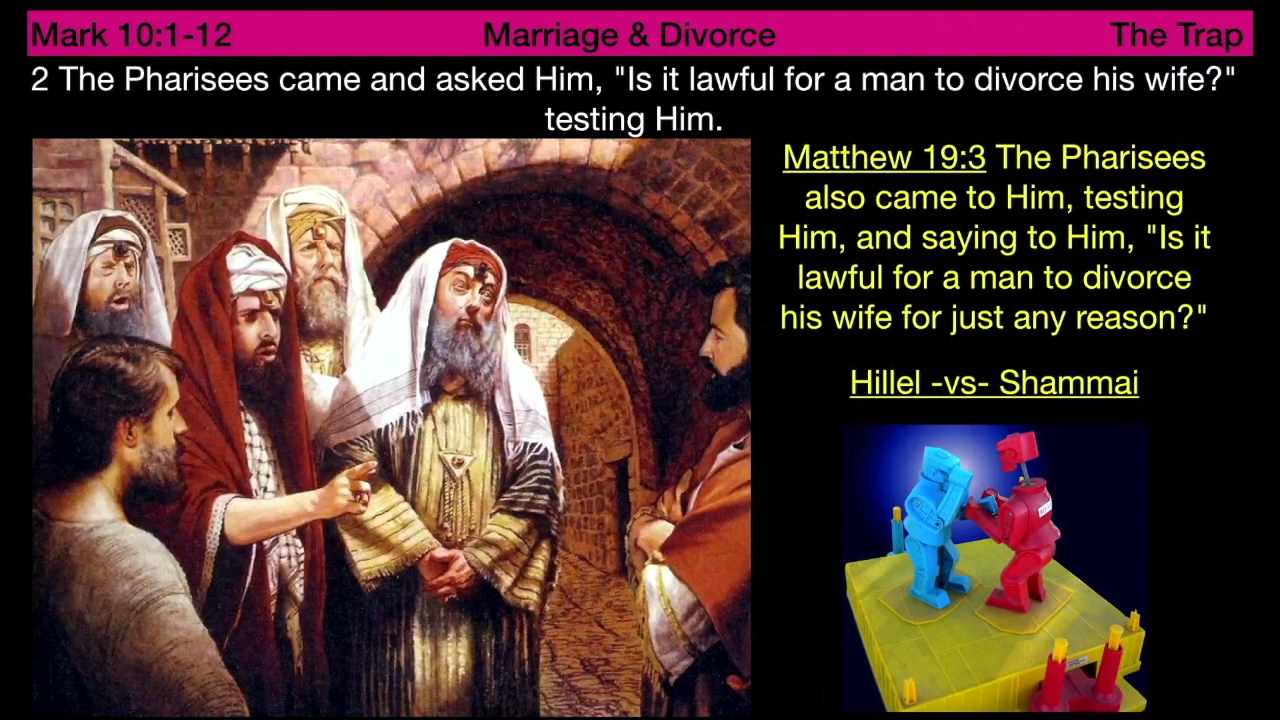 Mark 10:1-12 Marriage & Divorce The Trap
2 The Pharisees came and asked Him, "Is it lawful for a man to divorce his wife?"
testing Him.
Matthew 19:3 The Pharisees
also came to Him, testing
Him, and saying to Him, "Is it
lawful for a man to divorce
his wife for just any reason?"
Hillel -vs- Shammai